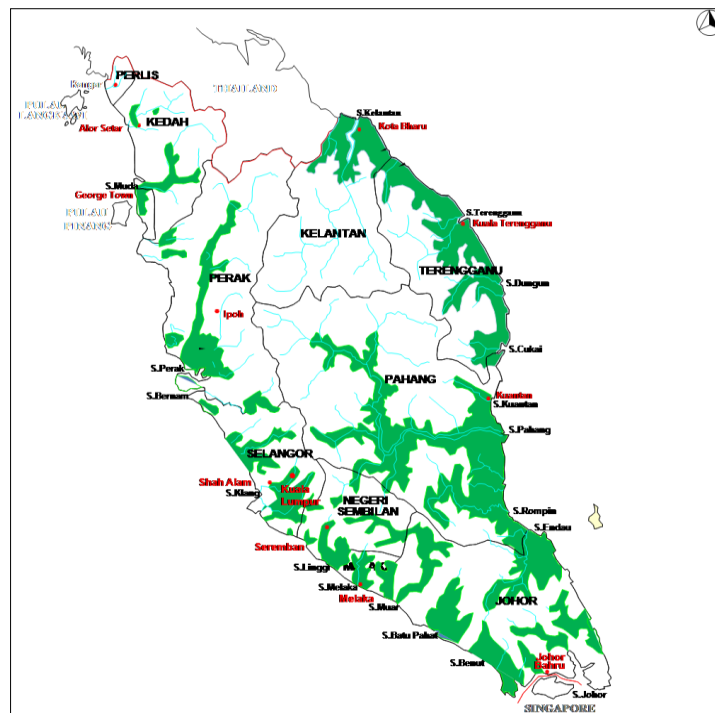 PERLIS
Kangar
THAILAND
PULAU
LANGKAWI
S.Kelantan
KEDAH
Kota Bharu
Alor Setar
S.Muda
George Town
PULAU
PINANG
S.Terengganu
Kuala Terengganu
KELANTAN
TERENGGANU
PERAK
S.Dungun
Ipoh
S.Cukai
S.Perak
PAHANG
S.Bernam
Kuantan
S.Kuantan
S.Pahang
SELANGOR
Shah Alam
S.Klang
Kuala
Lumpur
NEGERI
SEMBILAN
S.Rompin
S.Endau
Seremban
S.Linggi
S.Melaka
Melaka
JOHOR
S.Muar
S.Batu Pahat
S.Benut
Johor
Bahru
S.Johor
SINGAPORE